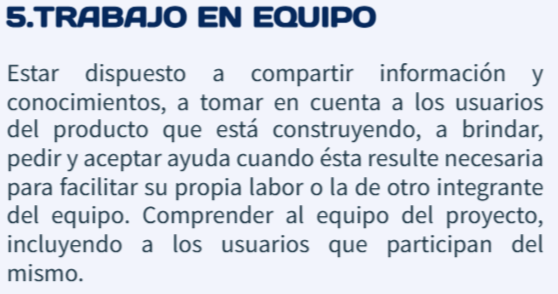 5.TRABAJO EN EQUIPO
Estar dispuesto a compartir información y
conocimientos, a tomar en cuenta a los usuarios
del producto que está construyendo, a brindar,
pedir y aceptar ayuda cuando ésta resulte necesaria
para facilitar su propia labor o la de otro integrante
del equipo. Comprender al equipo del proyecto,
incluyendo a los usuarios que participan del
mismo.